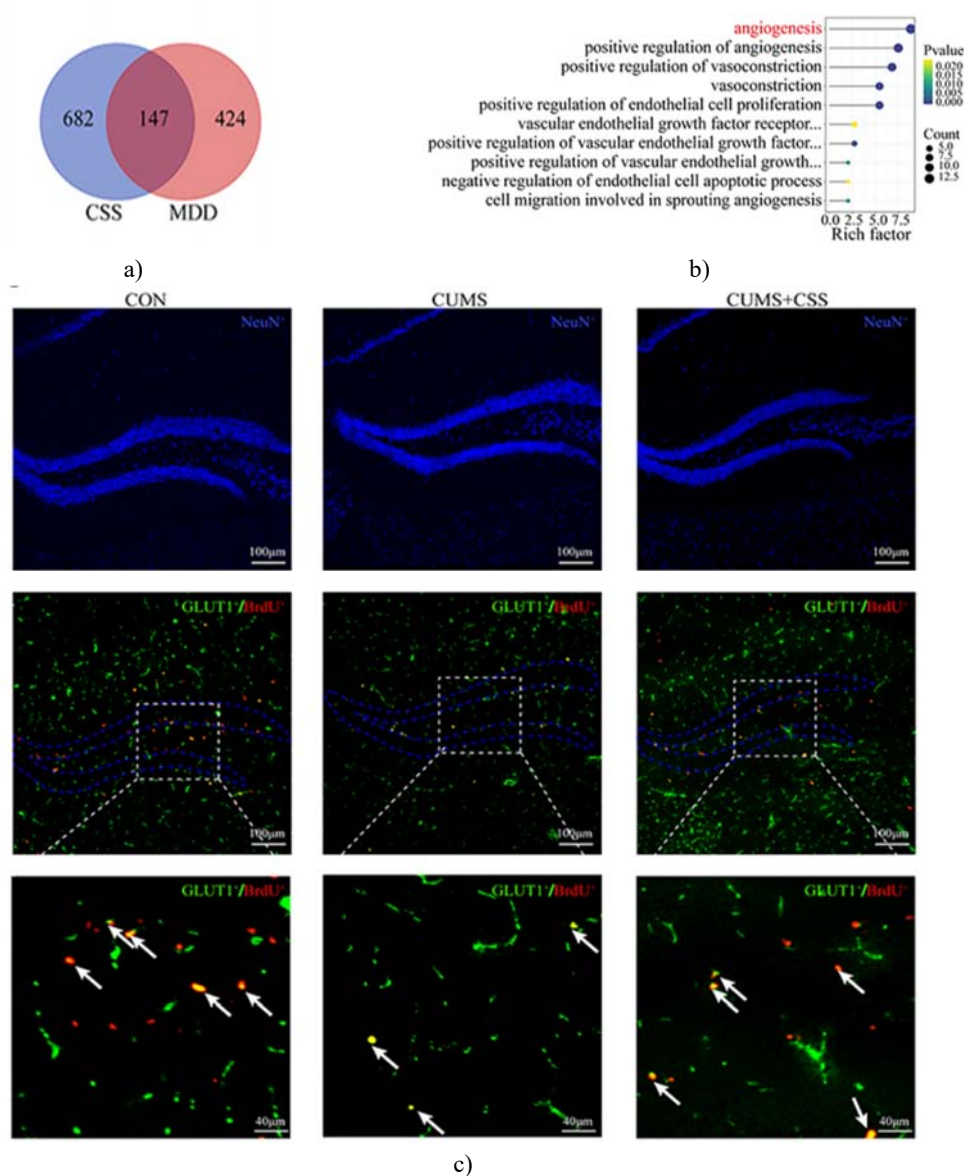 682 147 424
CSS MDD
a)
angiogenesis
positive regulation of angiogenesis
positive regulation of vasoconstriction
vasoconstriction
positive regulation of endothelial cell proliferation
vascular endothelial growth factor receptor...
positive regulation of vascular endothelial growth factor...
positive regulation of vascular endothelial growth...
negative regulation of endothelial cell apoptotic process
cell migration involved in sprouting angiogenesis
0.0 2.5 5.0 7.5
Rich factor
Pvalue
0.020
0.015
0.010
0.005
0.000
Count
5.0
7.5
10.0
12.5
b)
CON CUMS CUMS+CSS
NeuN⁺ NeuN⁺ NeuN⁺
100μm 100μm 100μm
GLUT1⁺/BrdU⁺ GLUT1⁺/BrdU⁺ GLUT1⁺/BrdU⁺
100μm 100μm 100μm
GLUT1⁺/BrdU⁺ GLUT1⁺/BrdU⁺ GLUT1⁺/BrdU⁺
40μm 40μm 40μm
c)